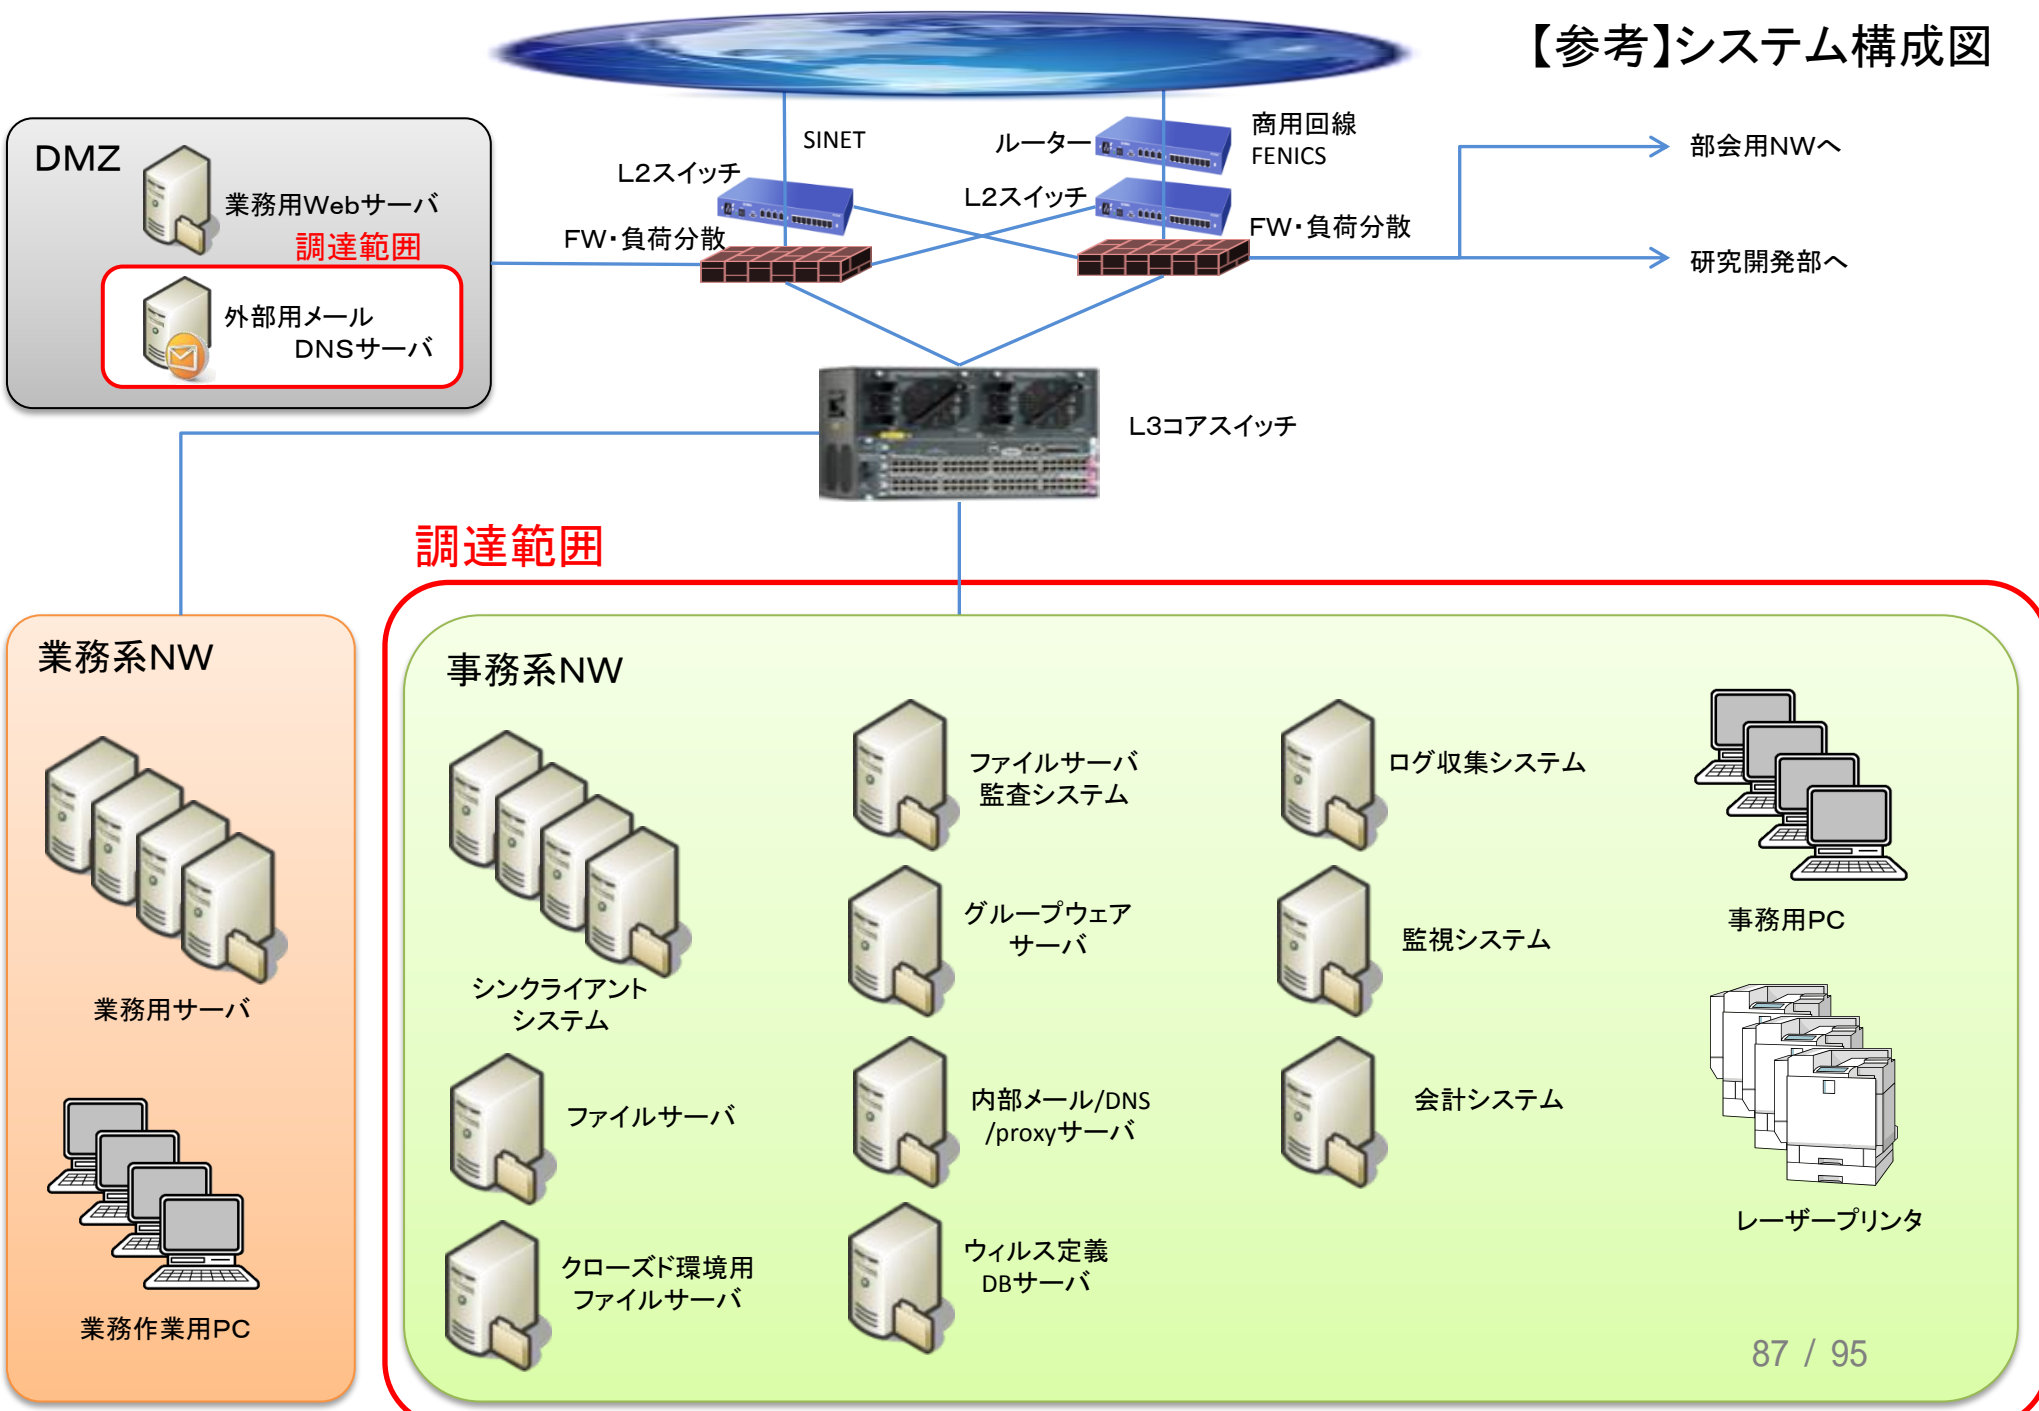 【参考】システム構成図
DMZ
業務用Webサーバ
調達範囲
外部用メール
DNSサーバ
SINET
L2スイッチ
FW・負荷分散
ルーター
商用回線
FENICS
L2スイッチ
FW・負荷分散
部会用NWへ
研究開発部へ
L3コアスイッチ
調達範囲
業務系NW
業務用サーバ
業務作業用PC
事務系NW
シンクライアント
システム
ファイルサーバ
クローズド環境用
ファイルサーバ
ファイルサーバ
監査システム
グループウェア
サーバ
内部メール/DNS
/proxyサーバ
ウィルス定義
DBサーバ
ログ収集システム
監視システム
会計システム
事務用PC
レーザープリンタ
87 / 95